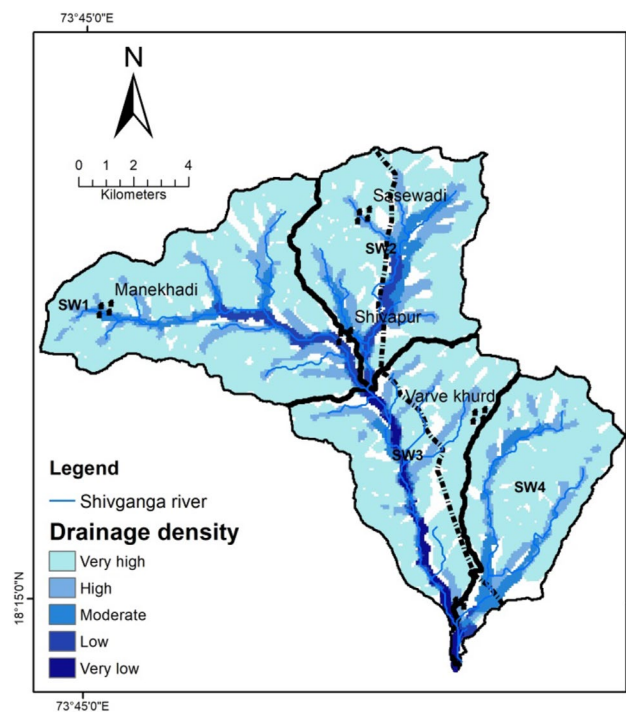 73°45'0"E
N
0 1 2 4
Kilometers
Sasewadi
SW2
Manekhadi
SW1
Shivapur
Varve khurd
SW3
SW4
Legend
Shivganga river
Drainage density
Very high
High
Moderate
Low
Very low
18°15'0"N
73°45'0"E